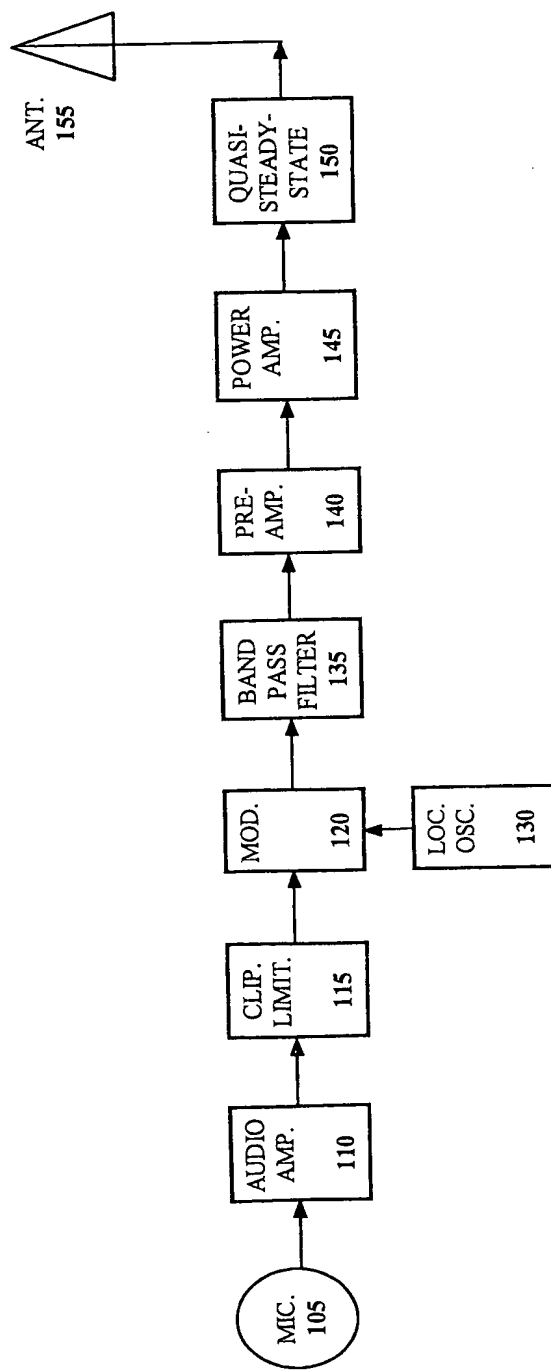 MIC.
105
AUDIO
AMP.
110
CLIP.
LIMIT.
115
MOD.
120
LOC.
OSC.
130
BAND
PASS
FILTER
135
PRE-
AMP.
140
POWER
AMP.
145
QUASI-
STEADY-
STATE
150
ANT.
155